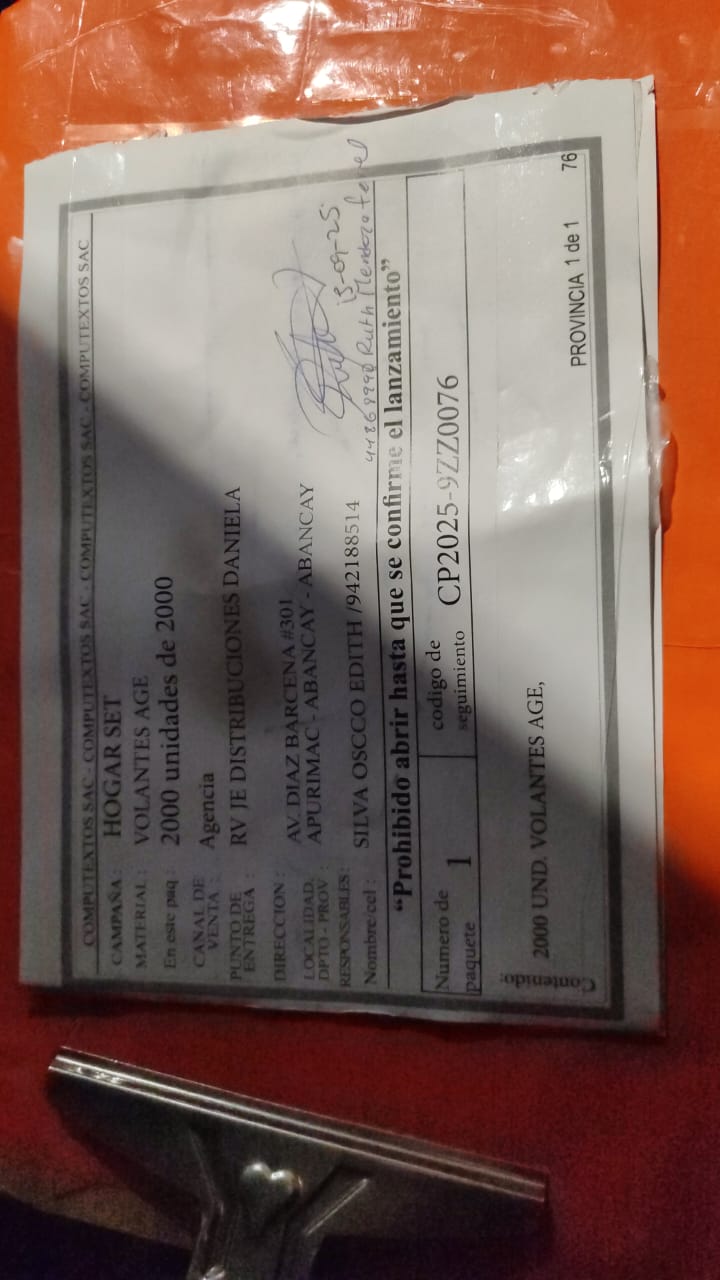 COMPUTEXTOS SAC - COMPUTEXTOS SAC - COMPUTEXTOS SAC - COMPUTEXTOS SAC
CAMPAÑA : HOGAR SET
MATERIAL : VOLANTES AGE
En este paq : 2000 unidades de 2000
CANAL DE VENTA : Agencia
PUNTO DE ENTREGA : RV JE DISTRIBUCIONES DANIELA
DIRECCION : AV. DIAZ BARCENA #301
LOCALIDAD, DPTO - PROV : APURIMAC - ABANCAY - ABANCAY
RESPONSABLES :
Nombre/cel : SILVA OSCCO EDITH /942188514
13-09-25
Ruth Mendoza
“Prohibido abrir hasta que se confirme el lanzamiento”
Numero de paquete 1 codigo de seguimiento CP2025-9ZZ0076
Contenido:
2000 UND. VOLANTES AGE,
PROVINCIA 1 de 1 76